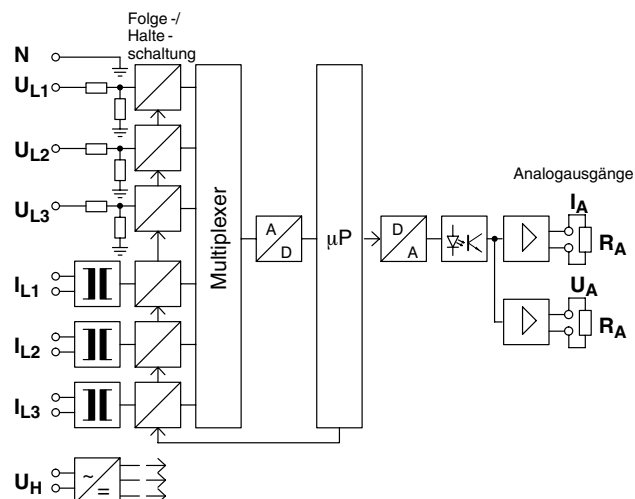 Folge -/
Halte -
schaltung
N
UL1
UL2
UL3
IL1
IL2
IL3
UH
~
=
Multiplexer
A
D
µP
D
A
Analogausgänge
IA
RA
UA
RA